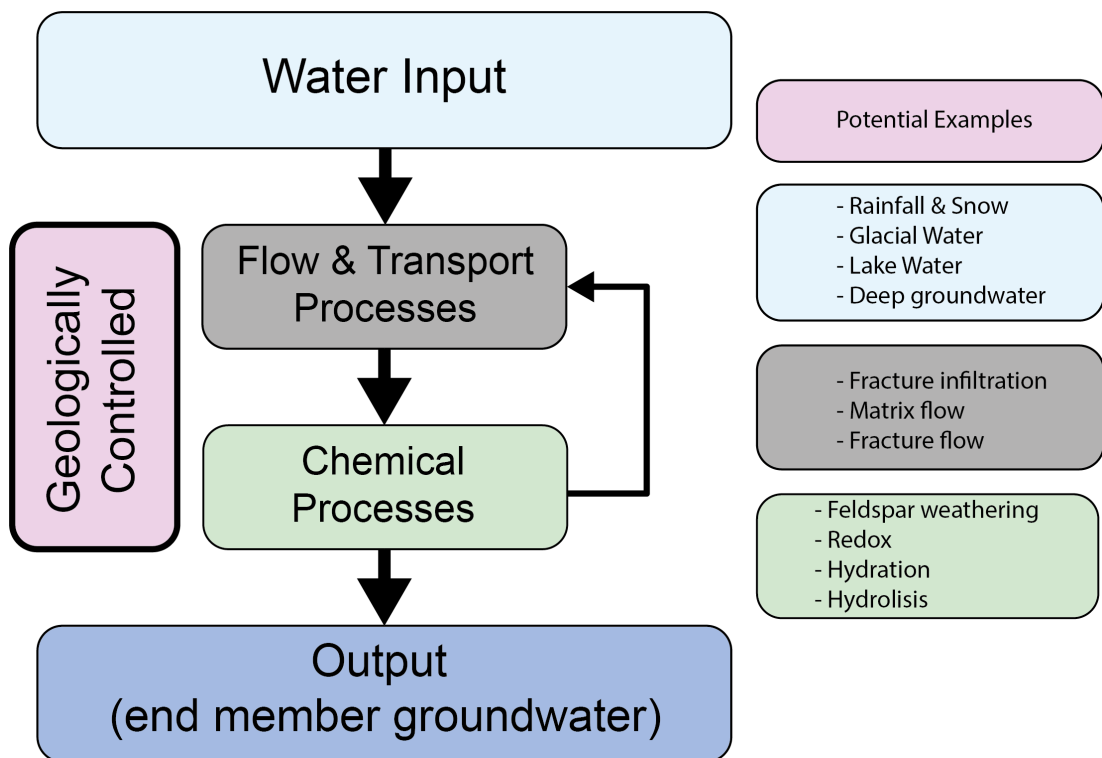 Water Input
Flow & Transport
Processes
Geologically
Controlled
Chemical
Processes
Output
(end member groundwater)
Potential Examples
- Rainfall & Snow
- Glacial Water
- Lake Water
- Deep groundwater
- Fracture infiltration
- Matrix flow
- Fracture flow
- Feldspar weathering
- Redox
- Hydration
- Hydrolisis